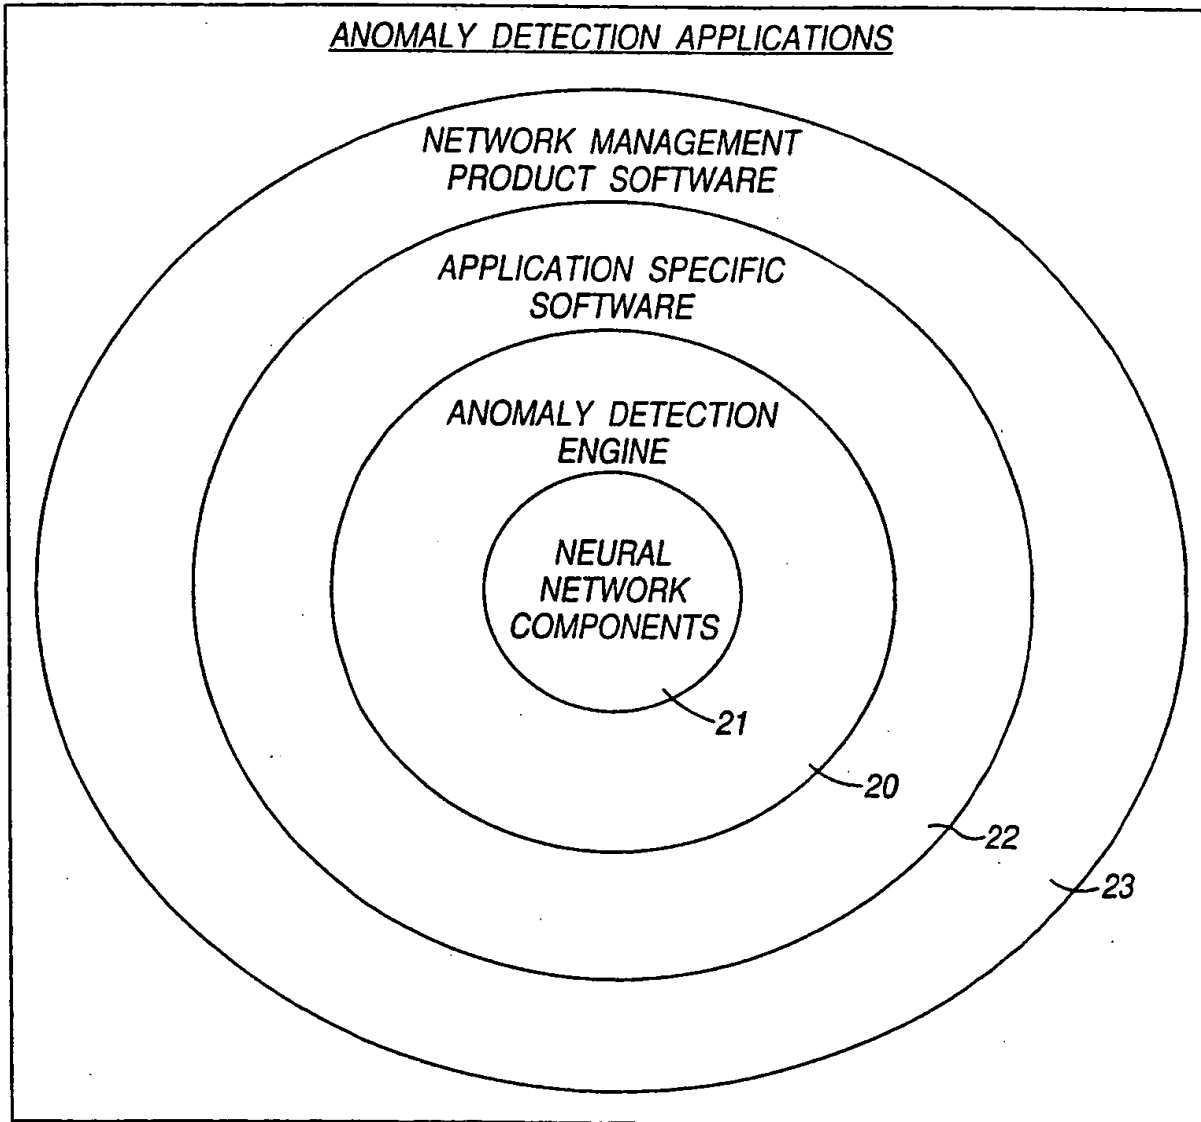 ANOMALY DETECTION APPLICATIONS
NETWORK MANAGEMENT
PRODUCT SOFTWARE
APPLICATION SPECIFIC
SOFTWARE
ANOMALY DETECTION
ENGINE
NEURAL
NETWORK
COMPONENTS
21
20
22
23